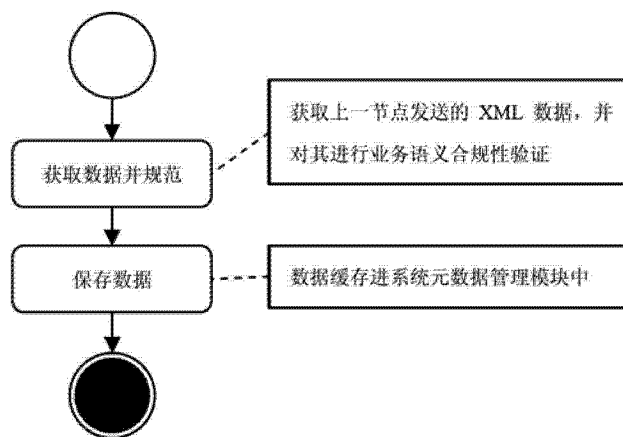 获取上一节点发送的 XML 数据，并
对其进行业务语义合规性验证
获取数据并规范
保存数据
数据缓存进系统元数据管理模块中